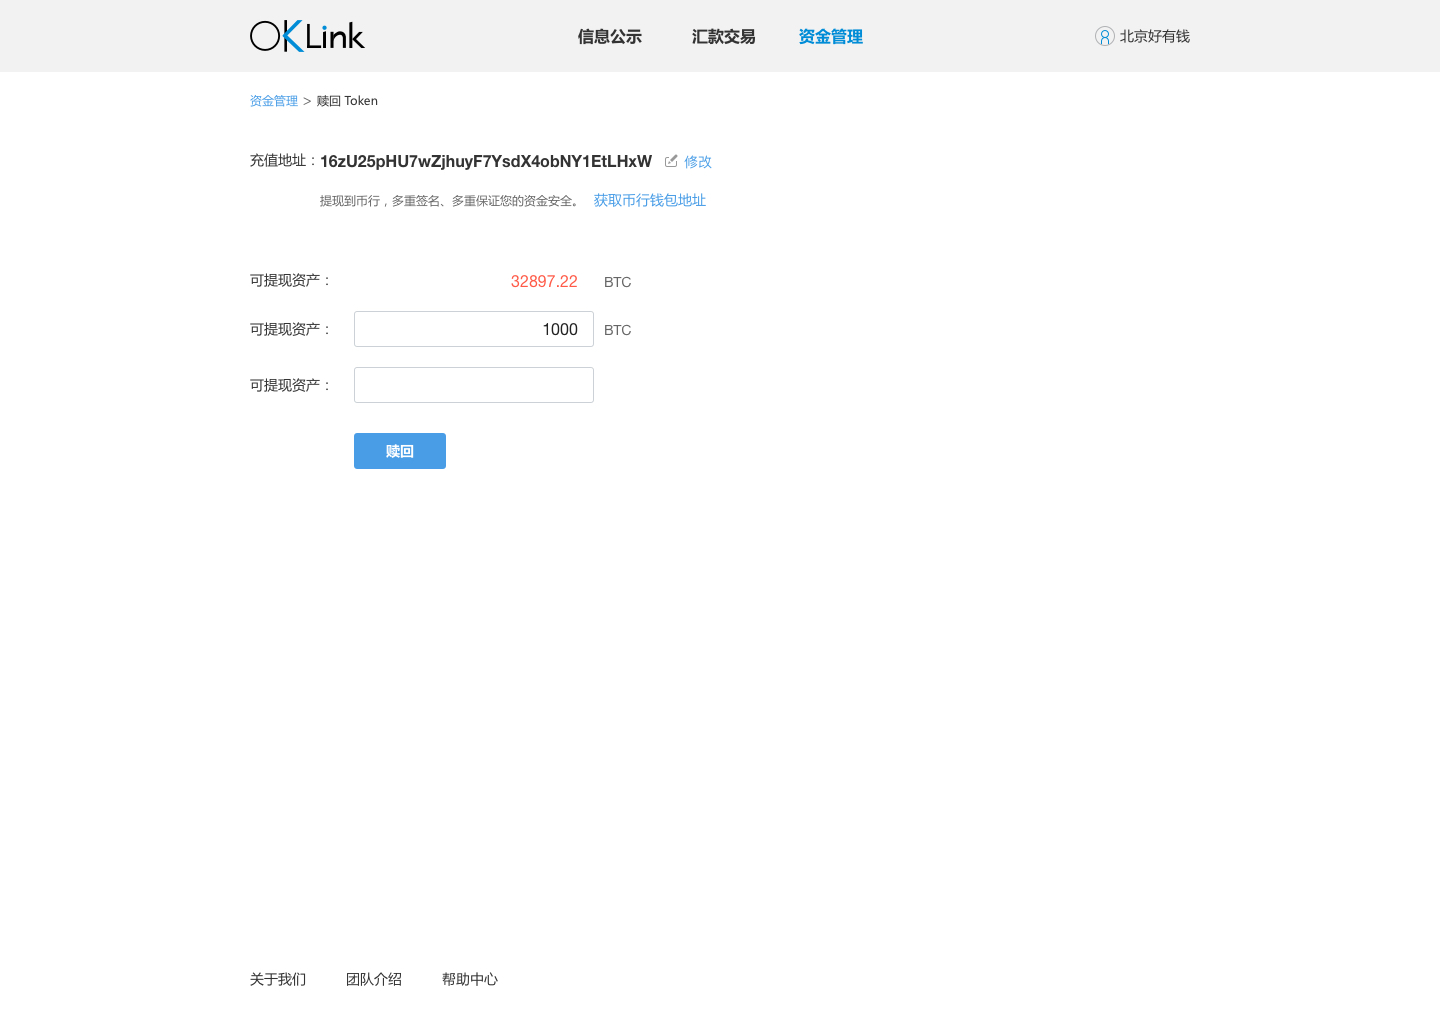 OKLink 信息公示 汇款交易 资金管理 北京好有钱
资金管理 > 赎回 Token
充值地址：16zU25pHU7wZjhuyF7YsdX4obNY1EtLHxW 修改
提现到币行，多重签名、多重保证您的资金安全。 获取币行钱包地址
可提现资产： 32897.22 BTC
可提现资产： 1000 BTC
可提现资产：
赎回
关于我们 团队介绍 帮助中心